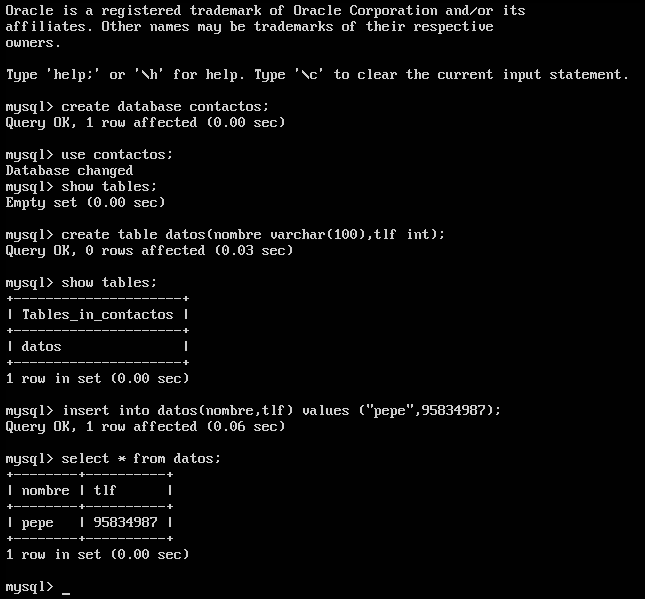 Oracle is a registered trademark of Oracle Corporation and/or its
affiliates. Other names may be trademarks of their respective
owners.
Type 'help;' or '\h' for help. Type '\c' to clear the current input statement.
mysql> create database contactos;
Query OK, 1 row affected (0.00 sec)
mysql> use contactos;
Database changed
mysql> show tables;
Empty set (0.00 sec)
mysql> create table datos(nombre varchar(100),tlf int);
Query OK, 0 rows affected (0.03 sec)
mysql> show tables;
+---------------------+
| Tables_in_contactos |
+---------------------+
| datos               |
+---------------------+
1 row in set (0.00 sec)
mysql> insert into datos(nombre,tlf) values ("pepe",95834987);
Query OK, 1 row affected (0.06 sec)
mysql> select * from datos;
+--------+----------+
| nombre | tlf      |
+--------+----------+
| pepe   | 95834987 |
+--------+----------+
1 row in set (0.00 sec)
mysql> _